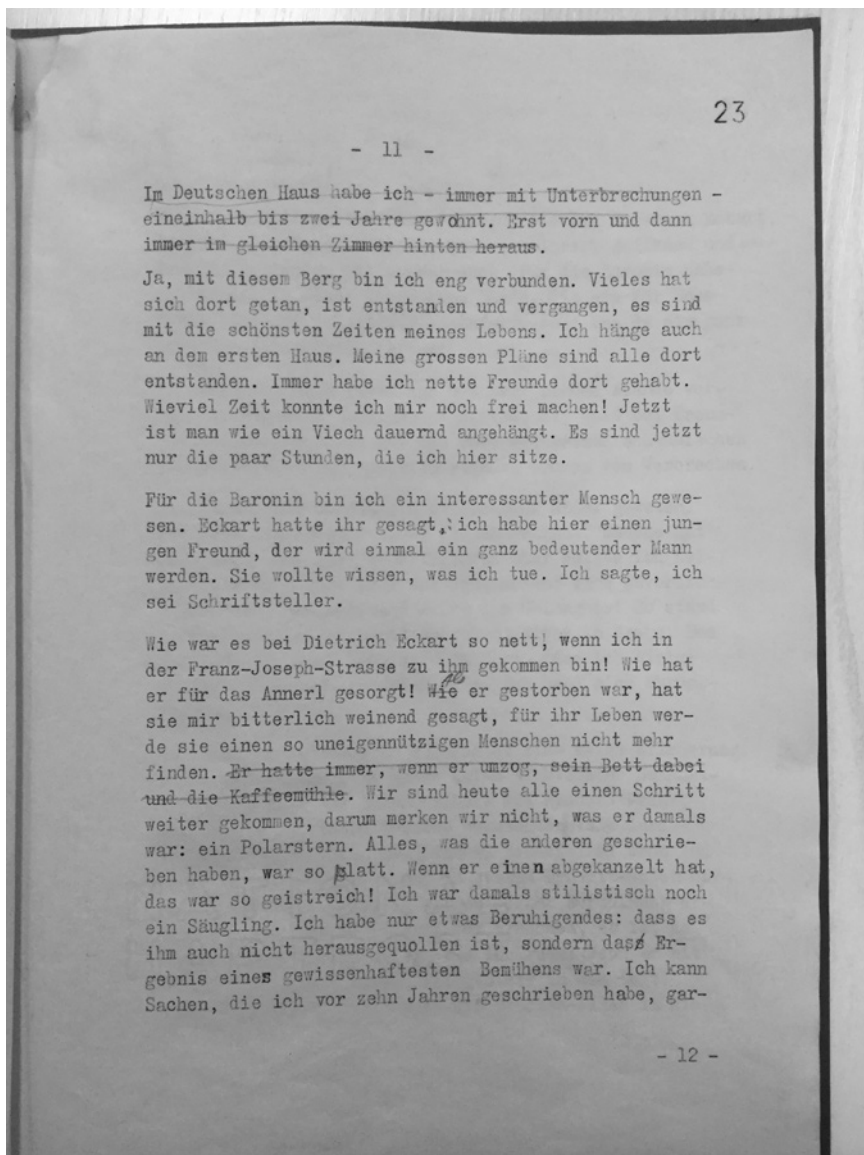 23
- 11 -
Im Deutschen Haus habe ich - immer mit Unterbrechungen -
eineinhalb bis zwei Jahre gewohnt. Erst vorn und dann
immer im gleichen Zimmer hinten heraus.
Ja, mit diesem Berg bin ich eng verbunden. Vieles hat
sich dort getan, ist entstanden und vergangen, es sind
mit die schönsten Zeiten meines Lebens. Ich hänge auch
an dem ersten Haus. Meine grossen Pläne sind alle dort
entstanden. Immer habe ich nette Freunde dort gehabt.
Wieviel Zeit konnte ich mir noch frei machen! Jetzt
ist man wie ein Viech dauernd angehängt. Es sind jetzt
nur die paar Stunden, die ich hier sitze.
Für die Baronin bin ich ein interessanter Mensch gewe-
sen. Eckart hatte ihr gesagt, ich habe hier einen jun-
gen Freund, der wird einmal ein ganz bedeutender Mann
werden. Sie wollte wissen, was ich tue. Ich sagte, ich
sei Schriftsteller.
Wie war es bei Dietrich Eckart so nett, wenn ich in
der Franz-Joseph-Strasse zu ihm gekommen bin! Wie hat
als
er für das Annerl gesorgt! Wie er gestorben war, hat
sie mir bitterlich weinend gesagt, für ihr Leben wer-
de sie einen so uneigennützigen Menschen nicht mehr
finden. Er hatte immer, wenn er umzog, sein Bett dabei
und die Kaffeemühle. Wir sind heute alle einen Schritt
weiter gekommen, darum merken wir nicht, was er damals
war: ein Polarstern. Alles, was die anderen geschrie-
ben haben, war so platt. Wenn er einen abgekanzelt hat,
das war so geistreich! Ich war damals stilistisch noch
ein Säugling. Ich habe nur etwas Beruhigendes: dass es
ihm auch nicht herausgequollen ist, sondern das Er-
gebnis eines gewissenhaftesten Bemühens war. Ich kann
Sachen, die ich vor zehn Jahren geschrieben habe, gar-
- 12 -